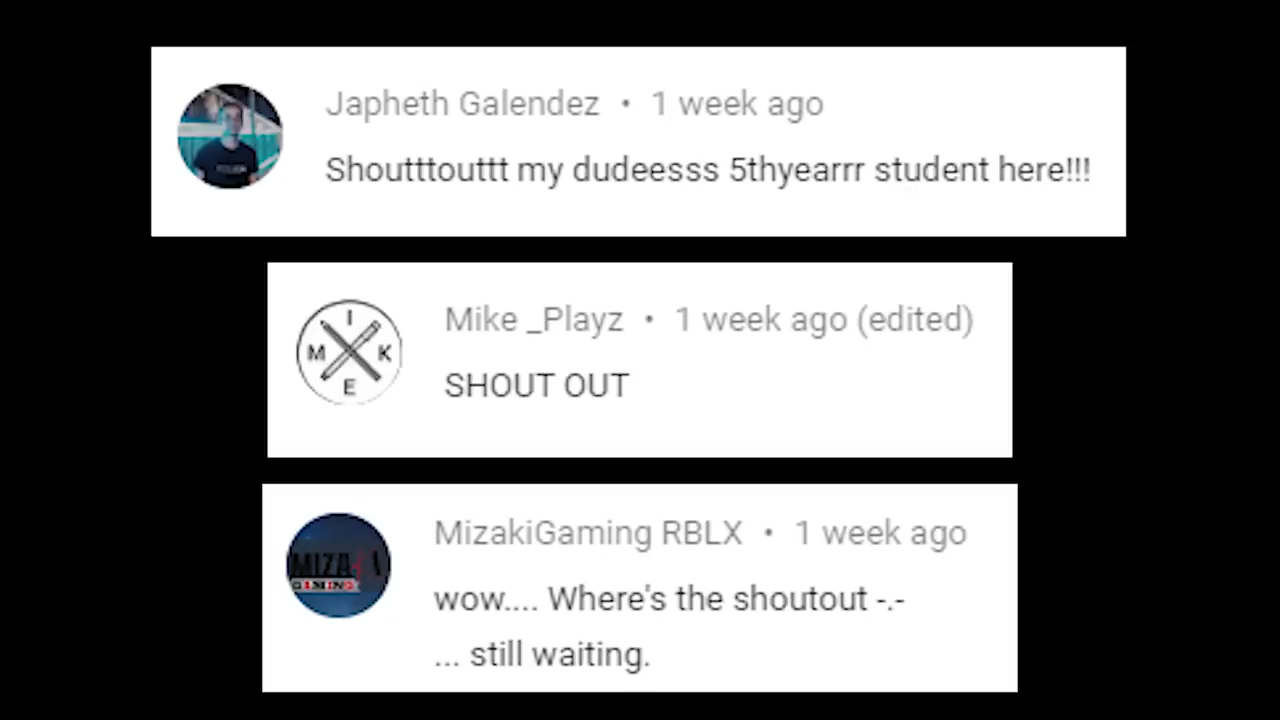 Japheth Galendez • 1 week ago
Shoutttouttt my dudeesss 5thyearrr student here!!!
I
M K
E
Mike _Playz • 1 week ago (edited)
SHOUT OUT
GAMING
MizakiGaming RBLX • 1 week ago
wow.... Where's the shoutout -.-
... still waiting.